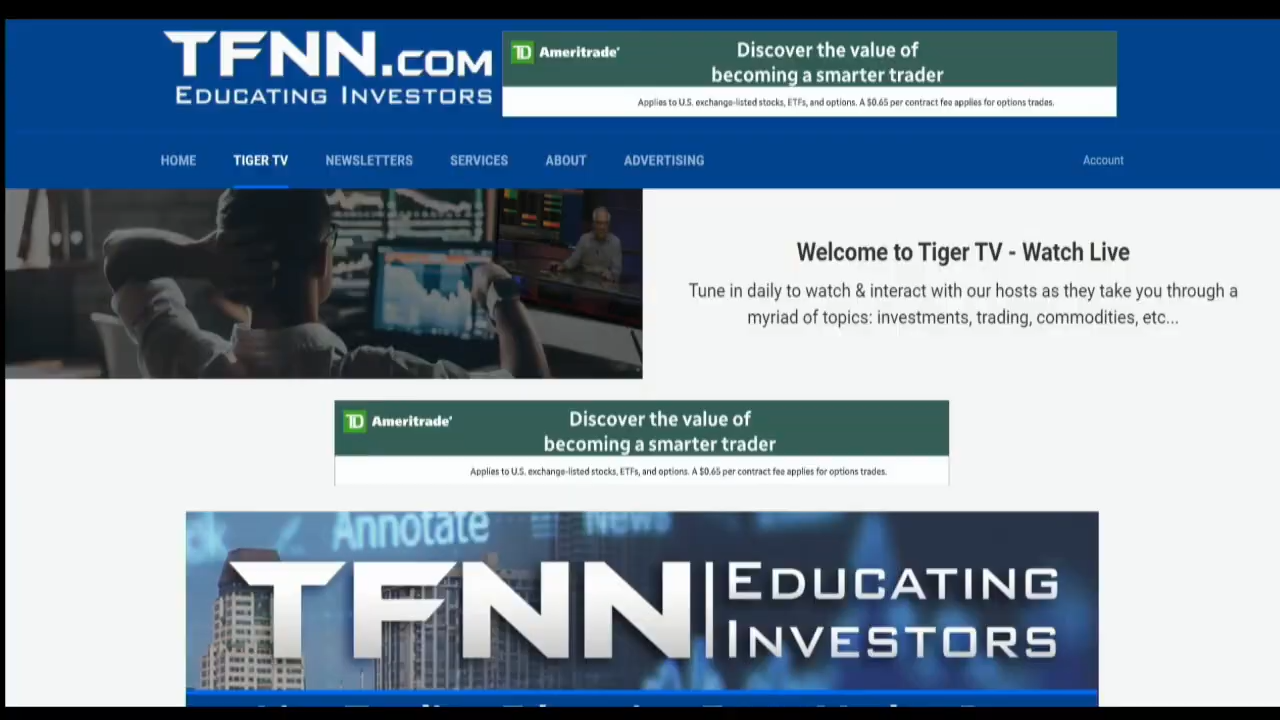 TFNN.COM
EDUCATING INVESTORS
TD Ameritrade
Discover the value of
becoming a smarter trader
Applies to U.S. exchange-listed stocks, ETFs, and options. A $0.65 per contract fee applies for options trades.
HOME TIGER TV NEWSLETTERS SERVICES ABOUT ADVERTISING Account
Welcome to Tiger TV - Watch Live
Tune in daily to watch & interact with our hosts as they take you through a
myriad of topics: investments, trading, commodities, etc...
TD Ameritrade
Discover the value of
becoming a smarter trader
Applies to U.S. exchange-listed stocks, ETFs, and options. A $0.65 per contract fee applies for options trades.
Annotate News
TFNN EDUCATING
INVESTORS